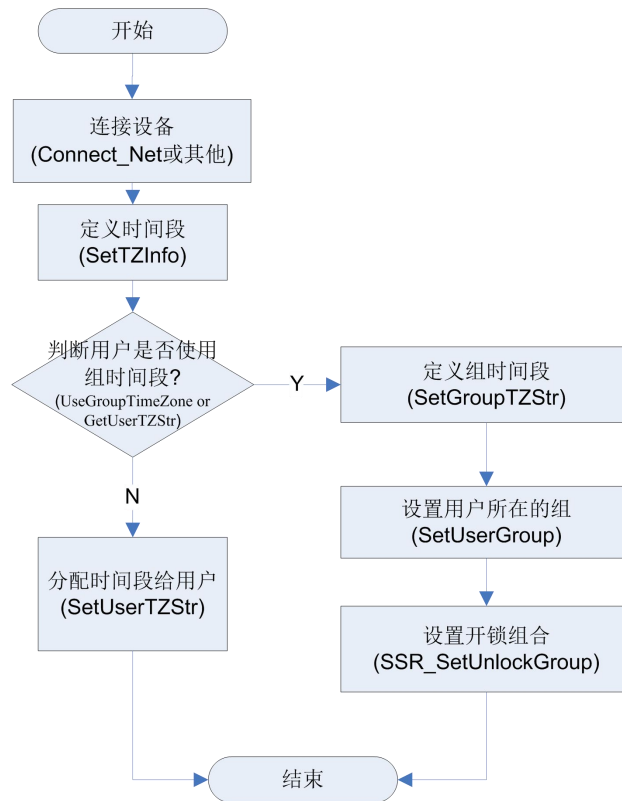 开始
连接设备
(Connect_Net或其他)
定义时间段
(SetTZInfo)
判断用户是否使用
组时间段?
(UseGroupTimeZone or
GetUserTZStr)
Y
定义组时间段
(SetGroupTZStr)
N
设置用户所在的组
(SetUserGroup)
分配时间段给用户
(SetUserTZStr)
设置开锁组合
(SSR_SetUnlockGroup)
结束